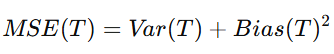 MSE(T) = Var(T) + Bias(T)²